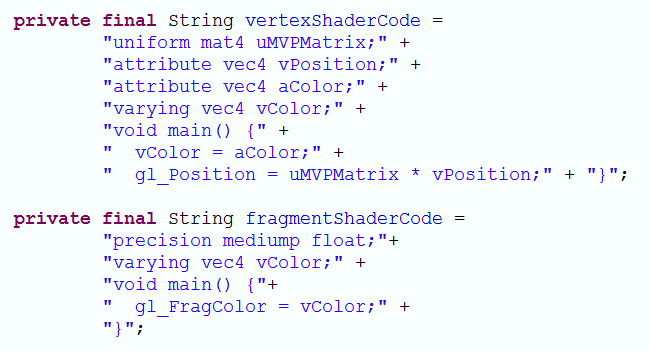 private final String vertexShaderCode =
"uniform mat4 uMVPMatrix;" +
"attribute vec4 vPosition;" +
"attribute vec4 aColor;" +
"varying vec4 vColor;" +
"void main() {" +
"  vColor = aColor;" +
"  gl_Position = uMVPMatrix * vPosition;" + "}";
private final String fragmentShaderCode =
"precision mediump float;"+
"varying vec4 vColor;" +
"void main() {"+
"  gl_FragColor = vColor;" +
"}";